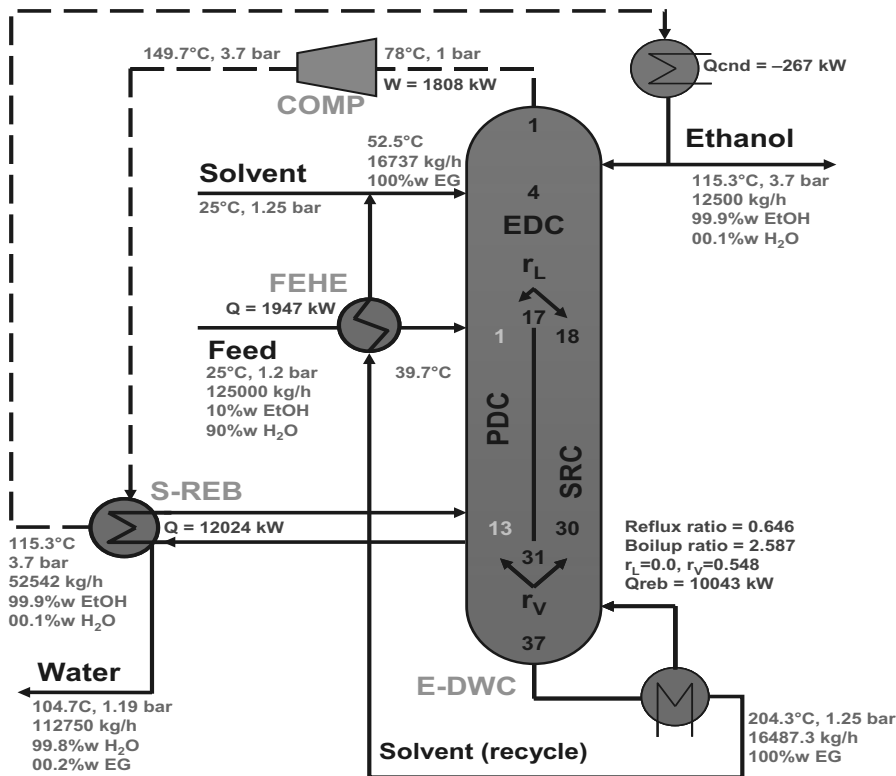 149.7°C, 3.7 bar
78°C, 1 bar
W = 1808 kW
COMP
Qcnd = –267 kW
1
Ethanol
115.3°C, 3.7 bar
12500 kg/h
99.9%w EtOH
00.1%w H₂O
52.5°C
16737 kg/h
100%w EG
Solvent
25°C, 1.25 bar
4
EDC
FEHE
Q = 1947 kW
Feed
25°C, 1.2 bar
125000 kg/h
10%w EtOH
90%w H₂O
39.7°C
rL
17
1
18
PDC
SRC
S-REB
Q = 12024 kW
115.3°C
3.7 bar
52542 kg/h
99.9%w EtOH
00.1%w H₂O
13
30
31
rV
37
Reflux ratio = 0.646
Boilup ratio = 2.587
rL=0.0, rV=0.548
Qreb = 10043 kW
Water
104.7C, 1.19 bar
112750 kg/h
99.8%w H₂O
00.2%w EG
E-DWC
Solvent (recycle)
204.3°C, 1.25 bar
16487.3 kg/h
100%w EG